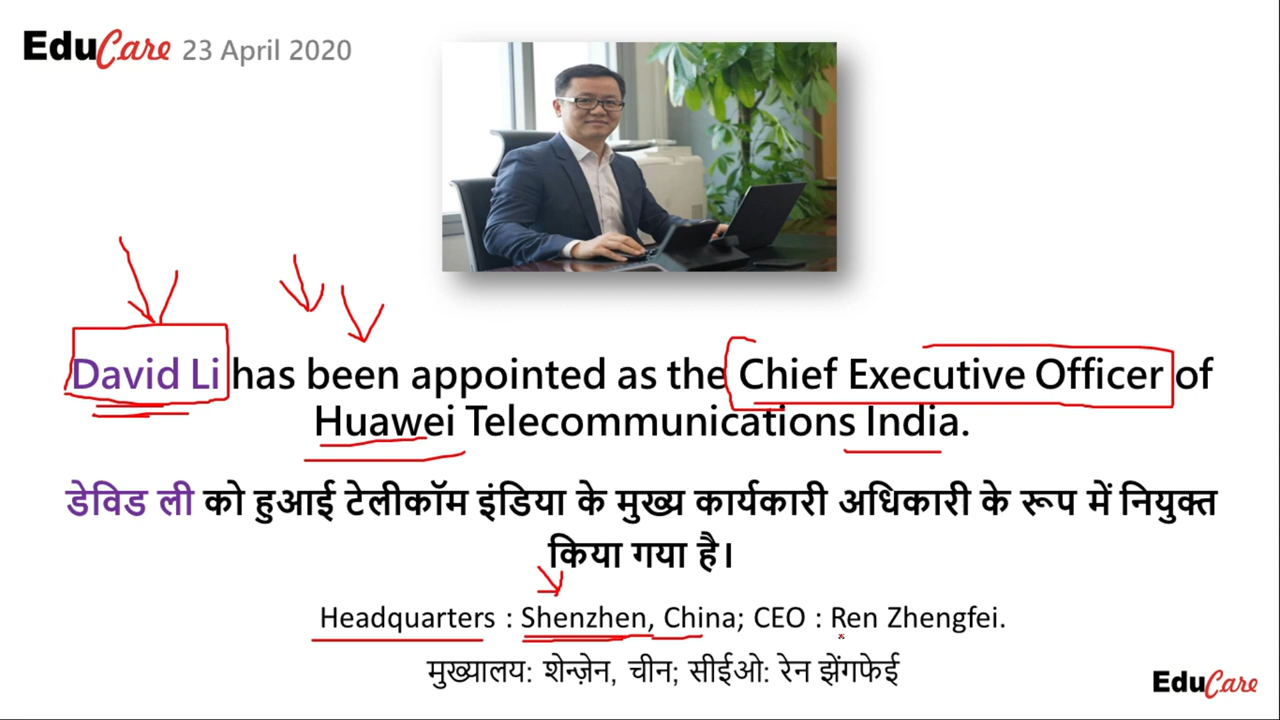 EduCare 23 April 2020
David Li has been appointed as the Chief Executive Officer of
Huawei Telecommunications India.
डेविड ली को हुआई टेलीकॉम इंडिया के मुख्य कार्यकारी अधिकारी के रूप में नियुक्त
किया गया है।
Headquarters : Shenzhen, China; CEO : Ren Zhengfei.
मुख्यालय: शेन्ज़ेन, चीन; सीईओ: रेन झेंगफेई
EduCare